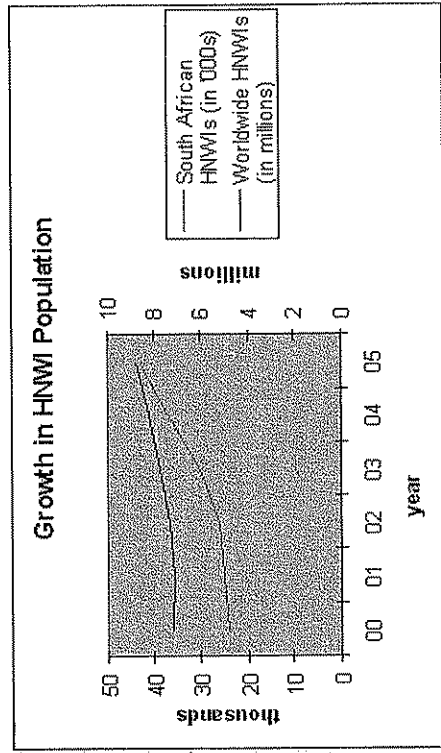 Growth in HNWI Population
50
40
30
20
10
0
thousands
10
8
6
4
2
0
millions
00 01 02 03 04 05
year
South African
HNWIs (in '000s)
Worldwide HNWIs
(in millions)